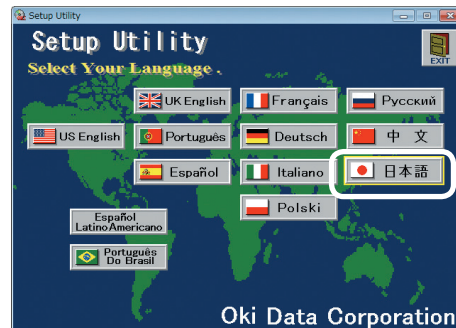 Setup Utility
Setup Utility
EXIT
Select Your Language .
UK English
Français
Русский
US English
Português
Deutsch
中 文
Español
Italiano
日本語
Polski
Español
Latino Americano
Português
Do Brasil
Oki Data Corporation